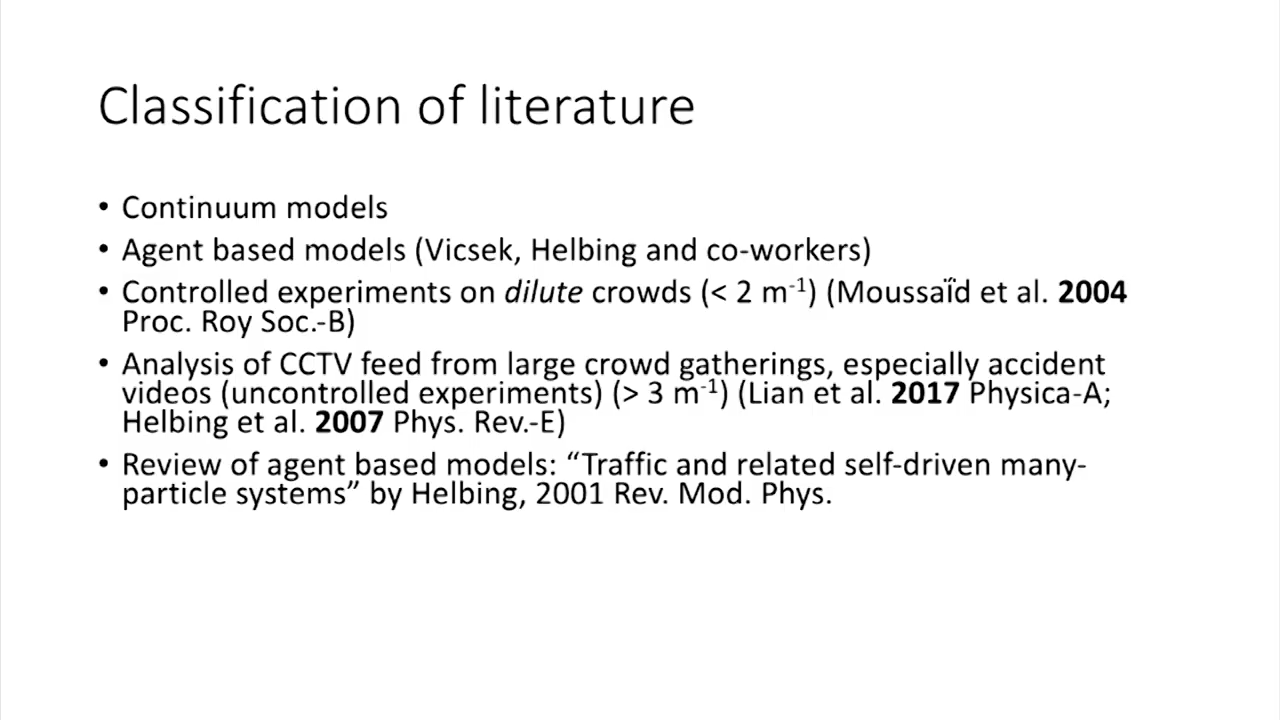 Classification of literature
• Continuum models
• Agent based models (Vicsek, Helbing and co-workers)
• Controlled experiments on dilute crowds (< 2 m⁻¹) (Moussaïd et al. 2004
Proc. Roy Soc.-B)
• Analysis of CCTV feed from large crowd gatherings, especially accident
videos (uncontrolled experiments) (> 3 m⁻¹) (Lian et al. 2017 Physica-A;
Helbing et al. 2007 Phys. Rev.-E)
• Review of agent based models: “Traffic and related self-driven many-
particle systems” by Helbing, 2001 Rev. Mod. Phys.